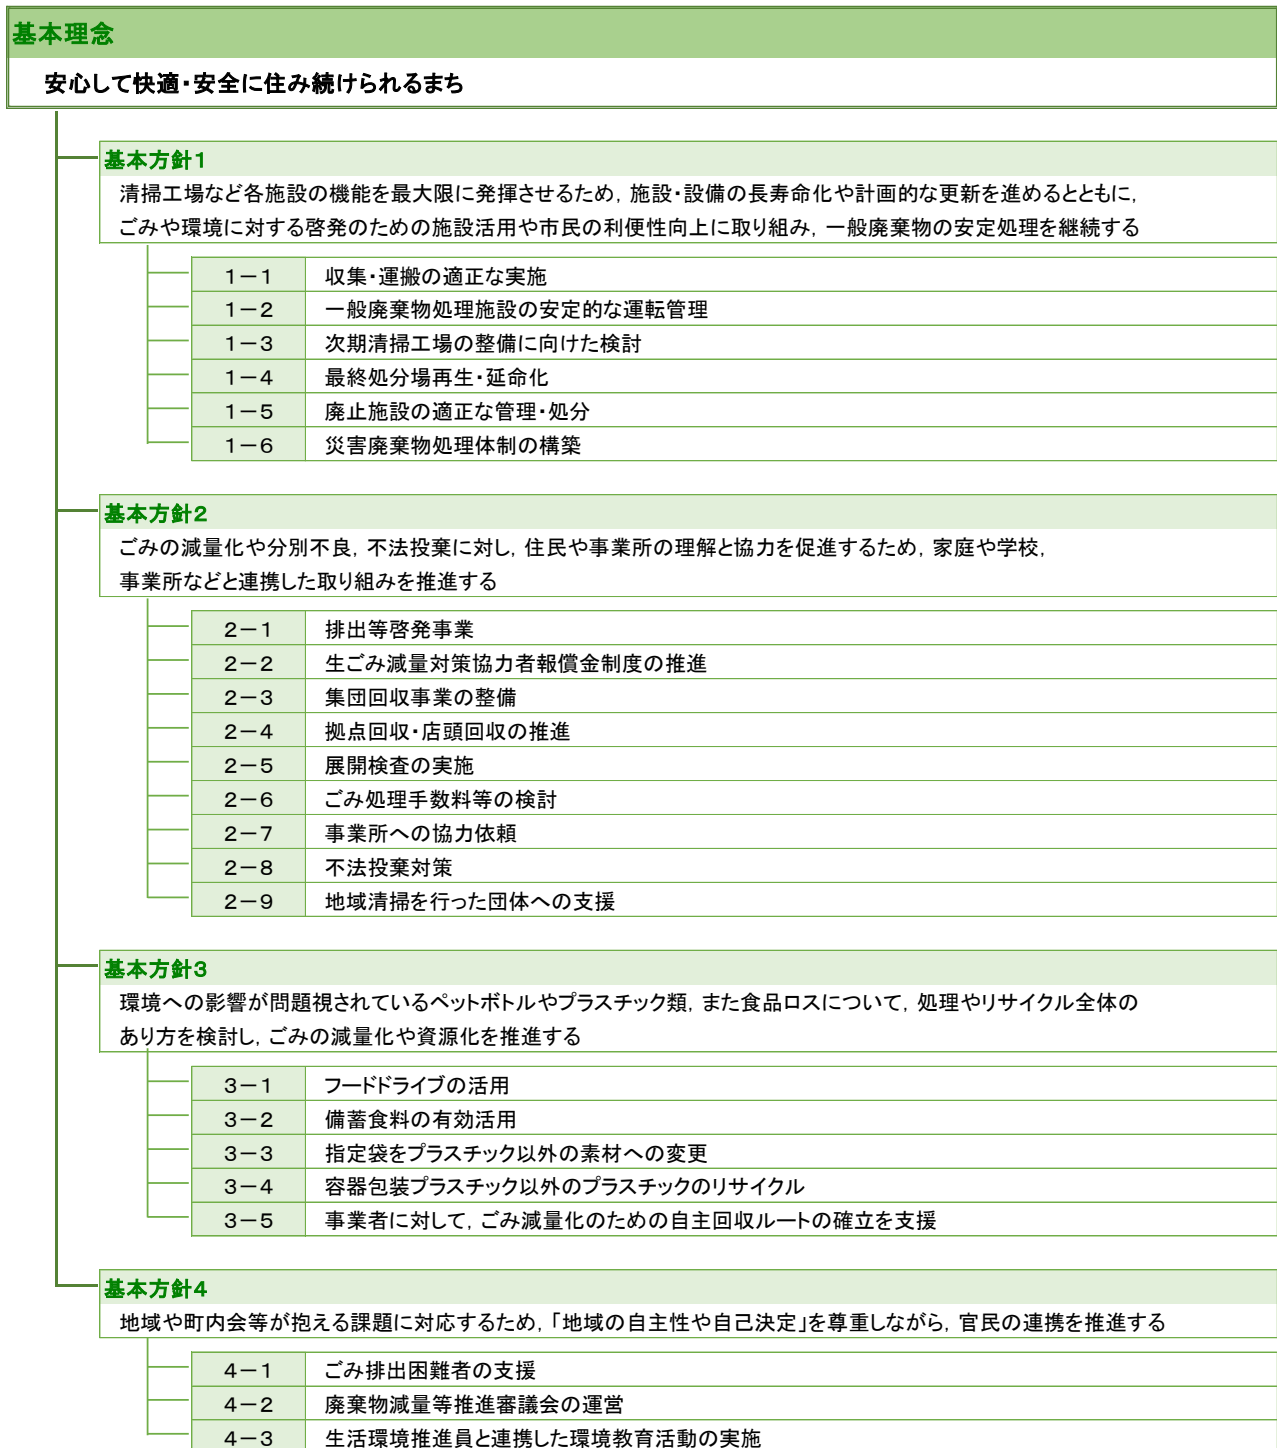 基本理念
安心して快適・安全に住み続けられるまち
基本方針1
清掃工場など各施設の機能を最大限に発揮させるため，施設・設備の長寿命化や計画的な更新を進めるとともに，
ごみや環境に対する啓発のための施設活用や市民の利便性向上に取り組み，一般廃棄物の安定処理を継続する
1－1 収集・運搬の適正な実施
1－2 一般廃棄物処理施設の安定的な運転管理
1－3 次期清掃工場の整備に向けた検討
1－4 最終処分場再生・延命化
1－5 廃止施設の適正な管理・処分
1－6 災害廃棄物処理体制の構築
基本方針2
ごみの減量化や分別不良，不法投棄に対し，住民や事業所の理解と協力を促進するため，家庭や学校，
事業所などと連携した取り組みを推進する
2－1 排出等啓発事業
2－2 生ごみ減量対策協力者報償金制度の推進
2－3 集団回収事業の整備
2－4 拠点回収・店頭回収の推進
2－5 展開検査の実施
2－6 ごみ処理手数料等の検討
2－7 事業所への協力依頼
2－8 不法投棄対策
2－9 地域清掃を行った団体への支援
基本方針3
環境への影響が問題視されているペットボトルやプラスチック類，また食品ロスについて，処理やリサイクル全体の
あり方を検討し，ごみの減量化や資源化を推進する
3－1 フードドライブの活用
3－2 備蓄食料の有効活用
3－3 指定袋をプラスチック以外の素材への変更
3－4 容器包装プラスチック以外のプラスチックのリサイクル
3－5 事業者に対して，ごみ減量化のための自主回収ルートの確立を支援
基本方針4
地域や町内会等が抱える課題に対応するため，「地域の自主性や自己決定」を尊重しながら，官民の連携を推進する
4－1 ごみ排出困難者の支援
4－2 廃棄物減量等推進審議会の運営
4－3 生活環境推進員と連携した環境教育活動の実施